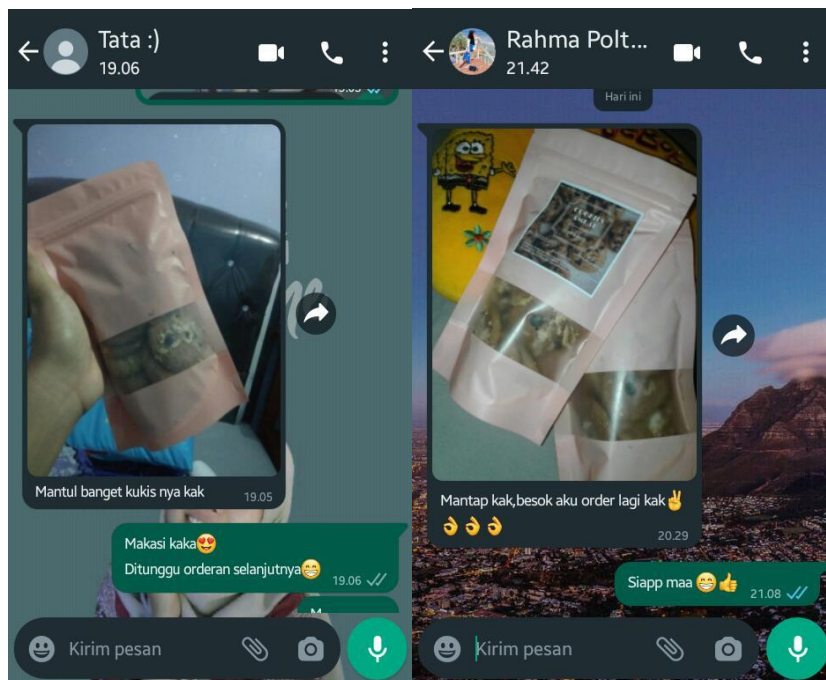 Tata :)
19.06
Mantul banget kukis nya kak
19.05
Makasi kaka😍
Ditunggu orderan selanjutnya😁
19.06
Kirim pesan
Rahma Polt...
21.42
Hari ini
COOKIES
Mantap kak,besok aku order lagi kak✌
👌👌👌
20.29
Siapp maa 😁👍
21.08
Kirim pesan